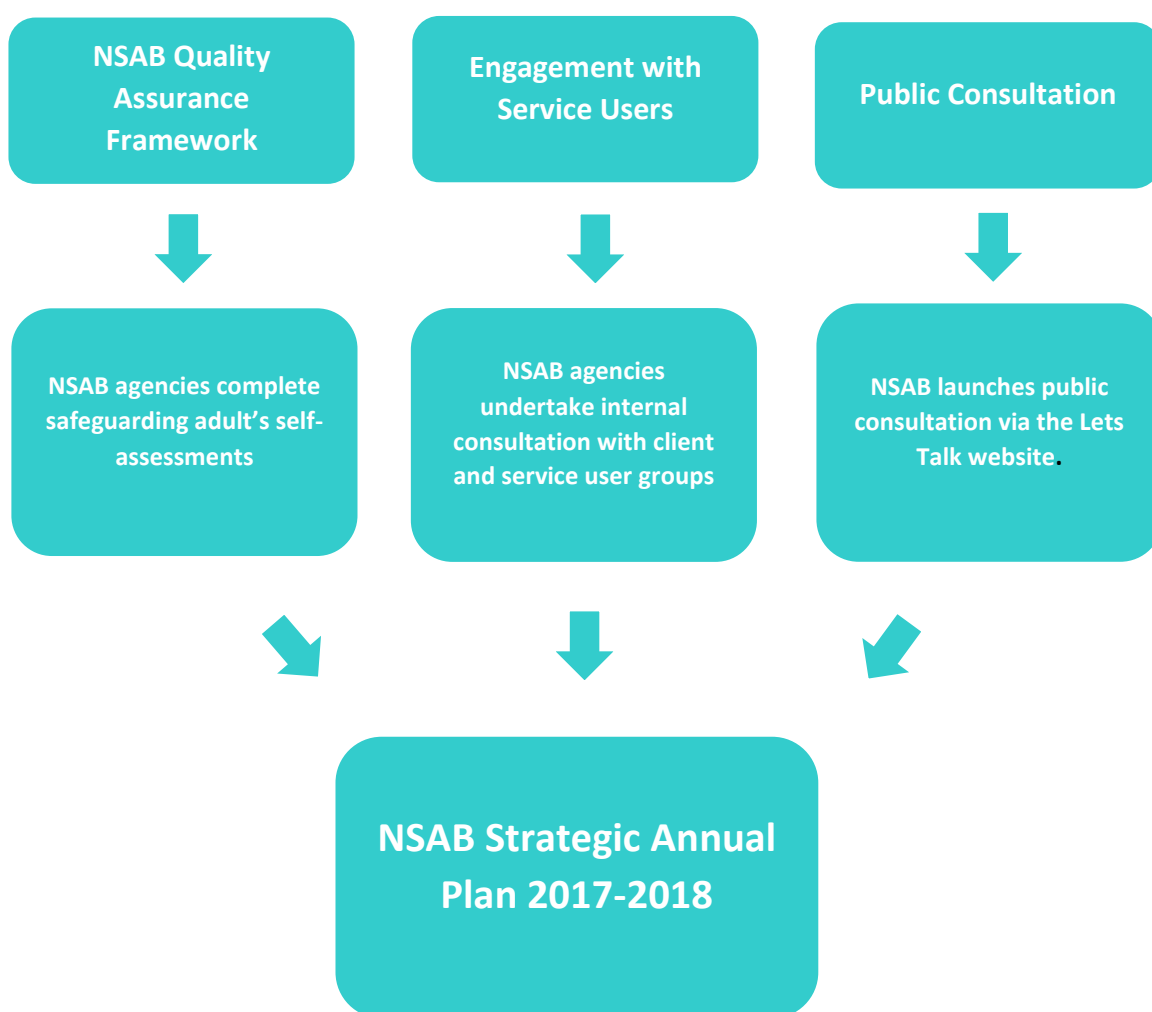 NSAB Quality
Assurance
Framework
Engagement with
Service Users
Public Consultation
NSAB agencies complete
safeguarding adult’s self-
assessments
NSAB agencies
undertake internal
consultation with client
and service user groups
NSAB launches public
consultation via the Lets
Talk website.
NSAB Strategic Annual
Plan 2017-2018